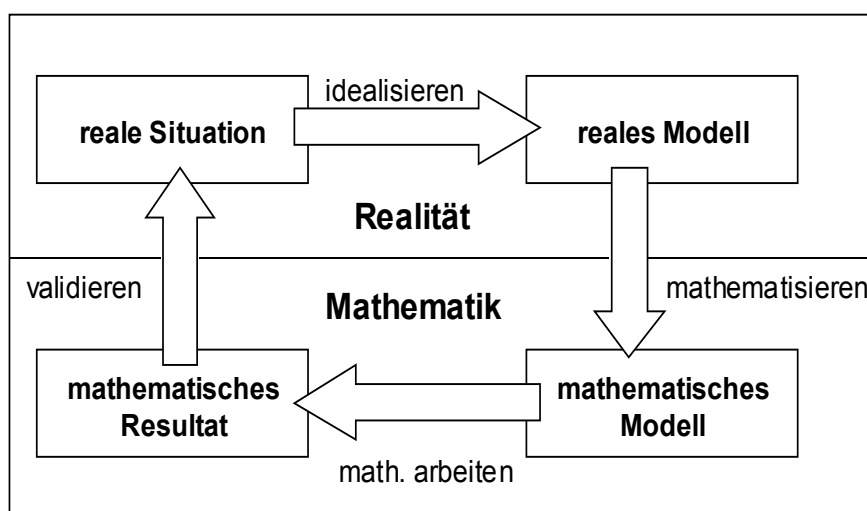 idealisieren
reale Situation
reales Modell
Realität
validieren
mathematisieren
Mathematik
mathematisches
Resultat
mathematisches
Modell
math. arbeiten